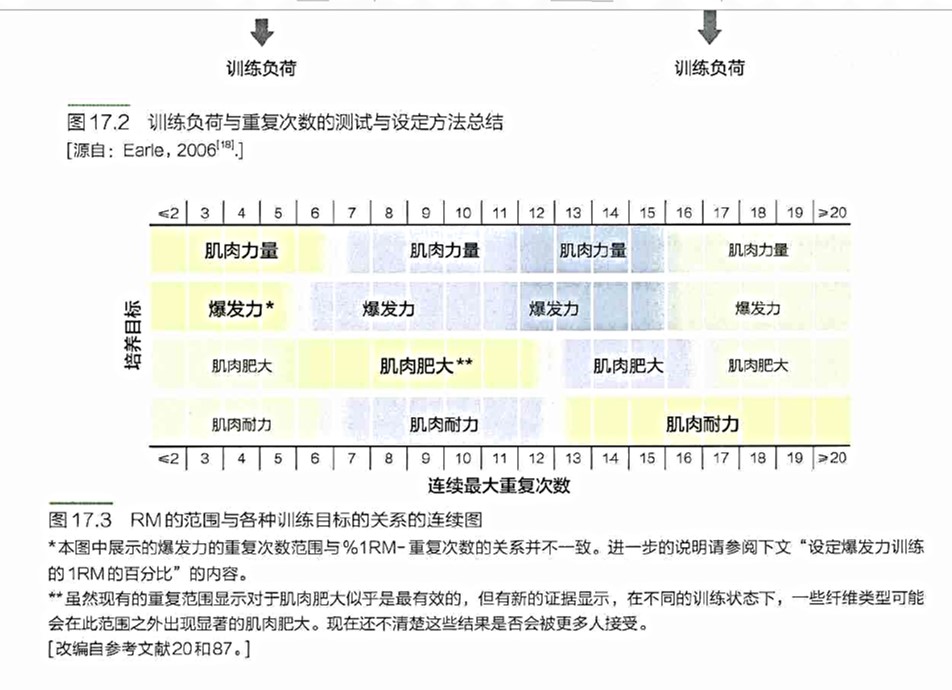 训练负荷 训练负荷
图17.2 训练负荷与重复次数的测试与设定方法总结
[源自：Earle，2006[18].]
≤2 3 4 5 6 7 8 9 10 11 12 13 14 15 16 17 18 19 ≥20
培养目标
肌肉力量 肌肉力量 肌肉力量 肌肉力量
爆发力* 爆发力 爆发力 爆发力
肌肉肥大 肌肉肥大** 肌肉肥大 肌肉肥大
肌肉耐力 肌肉耐力 肌肉耐力
≤2 3 4 5 6 7 8 9 10 11 12 13 14 15 16 17 18 19 ≥20
连续最大重复次数
图17.3 RM的范围与各种训练目标的关系的连续图
*本图中展示的爆发力的重复次数范围与%1RM-重复次数的关系并不一致。进一步的说明请参阅下文“设定爆发力训练
的1RM的百分比”的内容。
**虽然现有的重复范围显示对于肌肉肥大似乎是最有效的，但有新的证据显示，在不同的训练状态下，一些纤维类型可能
会在此范围之外出现显著的肌肉肥大。现在还不清楚这些结果是否会被更多人接受。
[改编自参考文献20和87。]